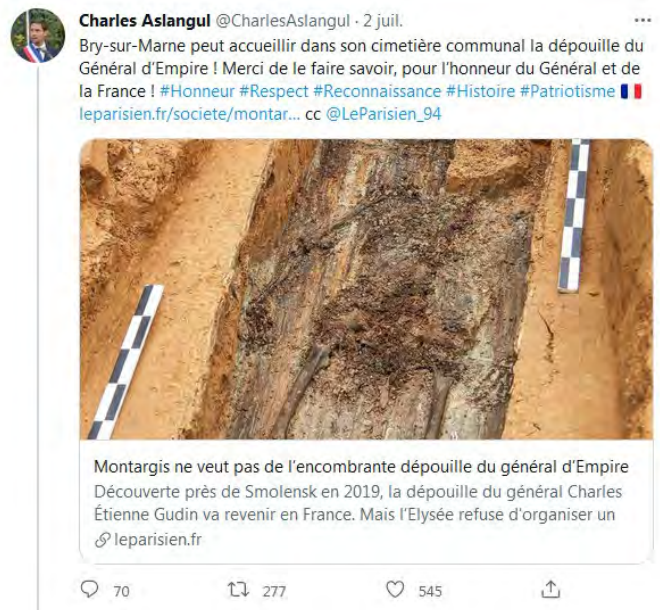 Charles Aslangul @CharlesAslangul · 2 juil.
Bry-sur-Marne peut accueillir dans son cimetière communal la dépouille du
Général d'Empire ! Merci de le faire savoir, pour l'honneur du Général et de
la France ! #Honneur #Respect #Reconnaissance #Histoire #Patriotisme 🇫🇷
leparisien.fr/societe/montar... cc @LeParisien_94
Montargis ne veut pas de l'encombrante dépouille du général d'Empire
Découverte près de Smolensk en 2019, la dépouille du général Charles
Étienne Gudin va revenir en France. Mais l'Elysée refuse d'organiser un
leparisien.fr
70 277 545